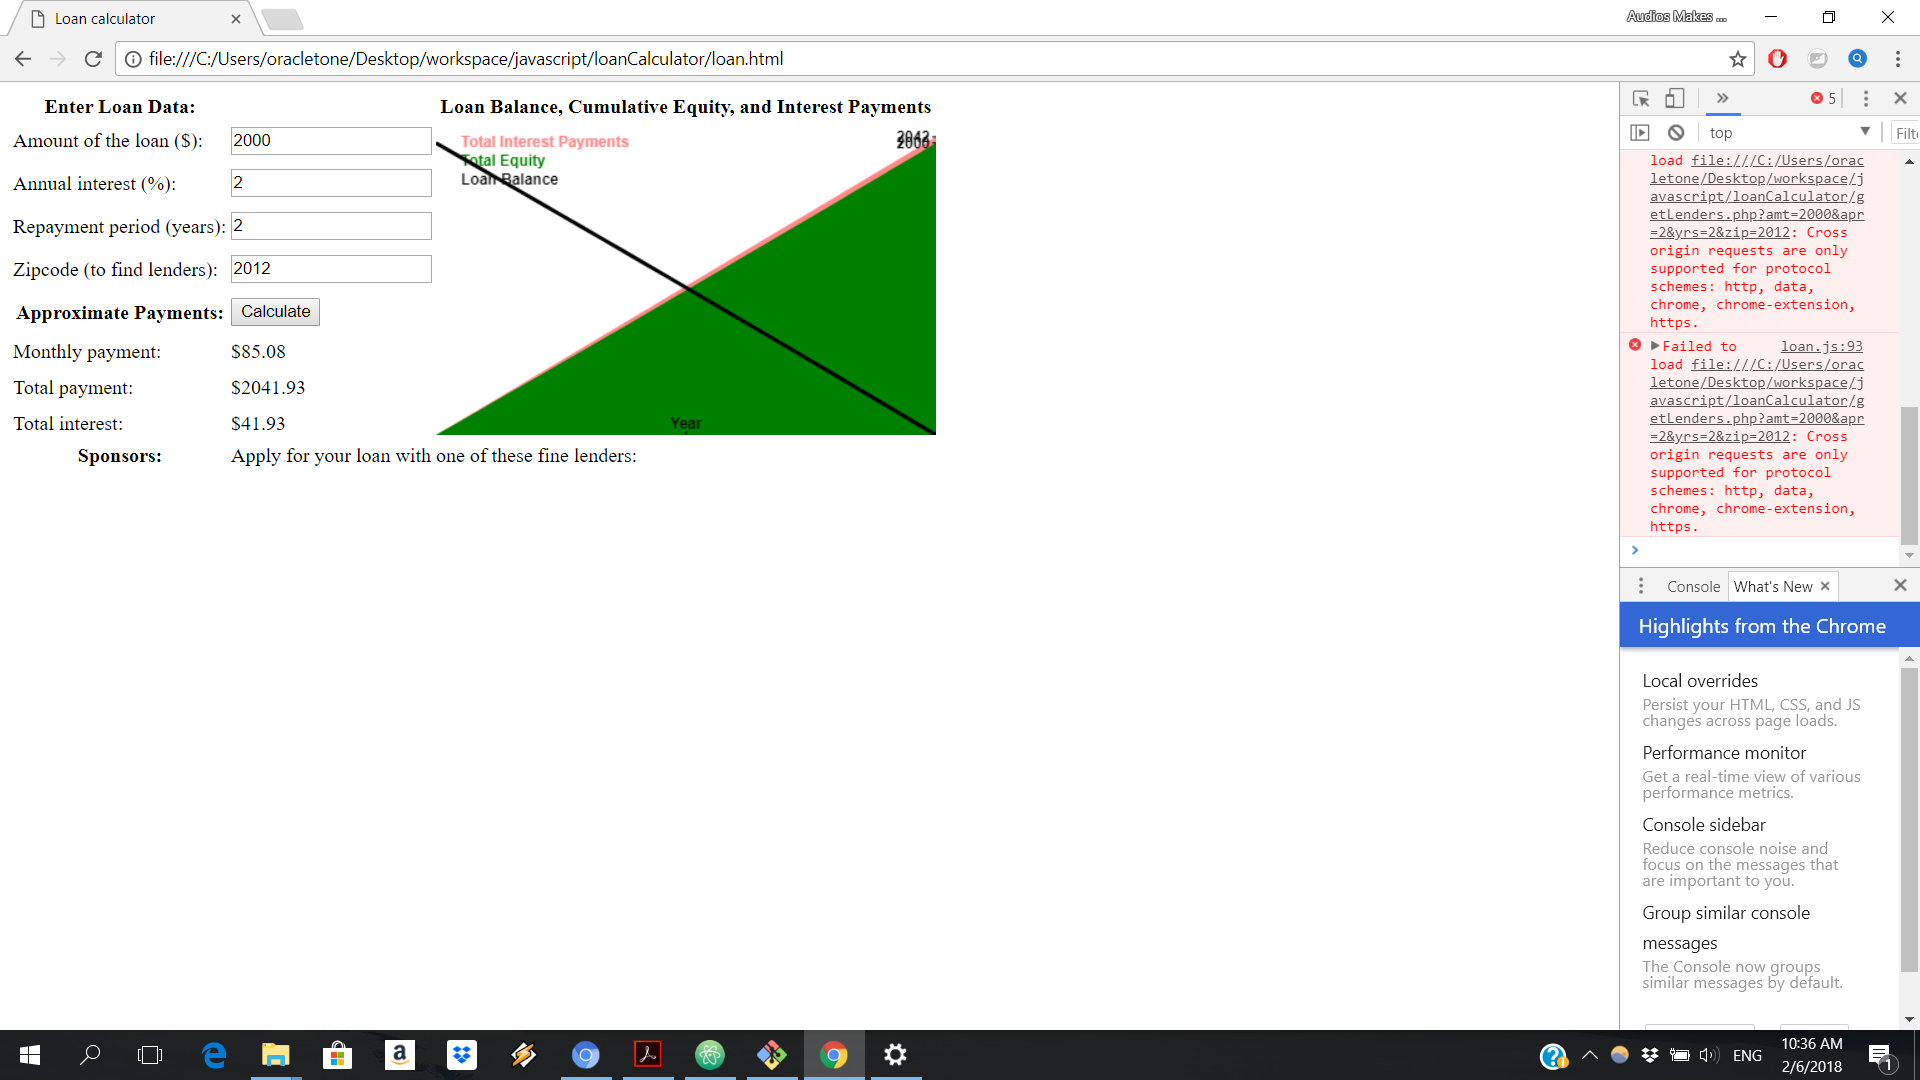 Loan calculator
Audios Makes ...
file:///C:/Users/oracletone/Desktop/workspace/javascript/loanCalculator/loan.html
Enter Loan Data:
Amount of the loan ($): 2000
Annual interest (%): 2
Repayment period (years): 2
Zipcode (to find lenders): 2012
Approximate Payments: Calculate
Monthly payment: $85.08
Total payment: $2041.93
Total interest: $41.93
Sponsors: Apply for your loan with one of these fine lenders:
Loan Balance, Cumulative Equity, and Interest Payments
Total Interest Payments
Total Equity
Loan Balance
2042
2000
Year
5
top
Filt
load file:///C:/Users/orac
letone/Desktop/workspace/j
avascript/loanCalculator/g
etLenders.php?amt=2000&apr
=2&yrs=2&zip=2012: Cross
origin requests are only
supported for protocol
schemes: http, data,
chrome, chrome-extension,
https.
Failed to loan.js:93
load file:///C:/Users/orac
letone/Desktop/workspace/j
avascript/loanCalculator/g
etLenders.php?amt=2000&apr
=2&yrs=2&zip=2012: Cross
origin requests are only
supported for protocol
schemes: http, data,
chrome, chrome-extension,
https.
Console What's New
Highlights from the Chrome
Local overrides
Persist your HTML, CSS, and JS
changes across page loads.
Performance monitor
Get a real-time view of various
performance metrics.
Console sidebar
Reduce console noise and
focus on the messages that
are important to you.
Group similar console
messages
The Console now groups
similar messages by default.
ENG
10:36 AM
2/6/2018
1